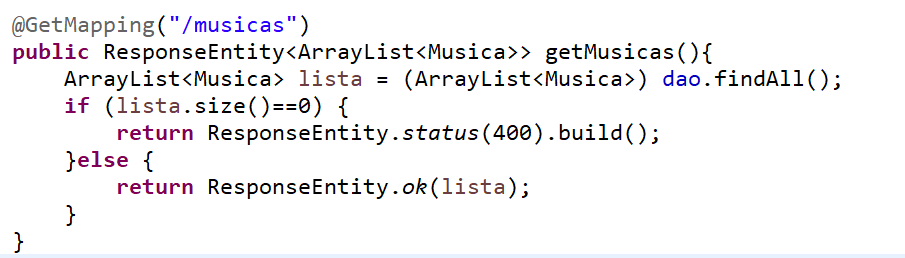 @GetMapping("/musicas")
public ResponseEntity<ArrayList<Musica>> getMusicas(){
    ArrayList<Musica> lista = (ArrayList<Musica>) dao.findAll();
    if (lista.size()==0) {
        return ResponseEntity.status(400).build();
    }else {
        return ResponseEntity.ok(lista);
    }
}